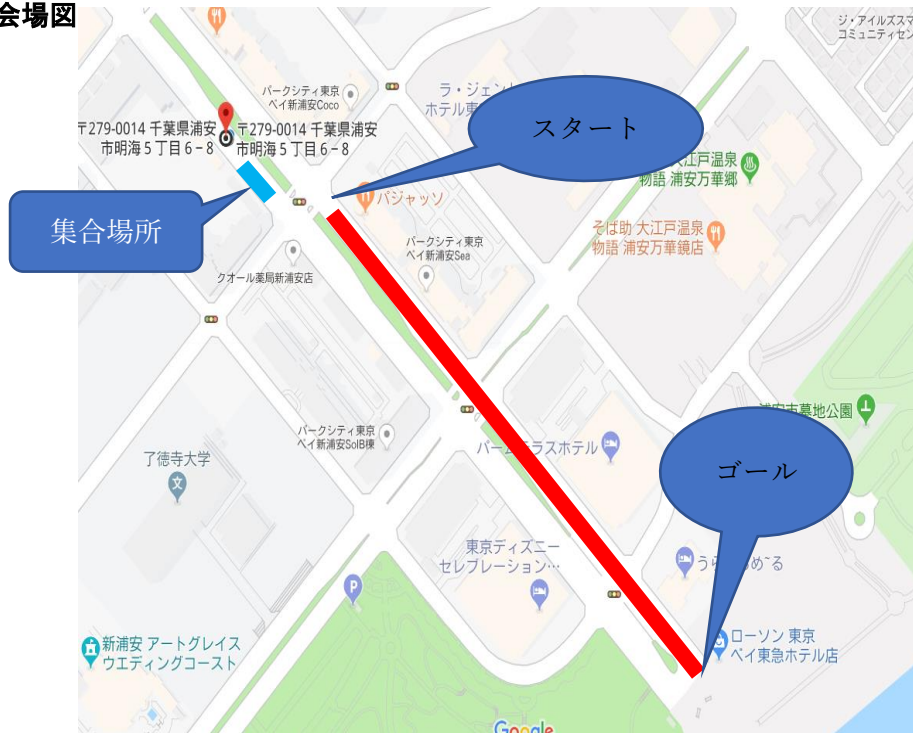 会場図
ジ・アイルズスマ
コミュニティセン
パークシティ東京
ベイ新浦安Coco
ラ・ジェン
ホテル東
〒279-0014 千葉県浦安
市明海5丁目6−8
〒279-0014 千葉県浦安
市明海5丁目6−8
スタート
大江戸温泉
物語 浦安万華郷
パジャッソ
そば助 大江戸温泉
物語 浦安万華鏡店
集合場所
パークシティ東京
ベイ新浦安Sea
クオール薬局新浦安店
浦安市墓地公園
パークシティ東京
ベイ新浦安SolB棟
ゴール
了徳寺大学
東京ディズニー
セレブレーション…
新浦安 アートグレイス
ウエディングコースト
ローソン 東京
ベイ東急ホテル店
Google